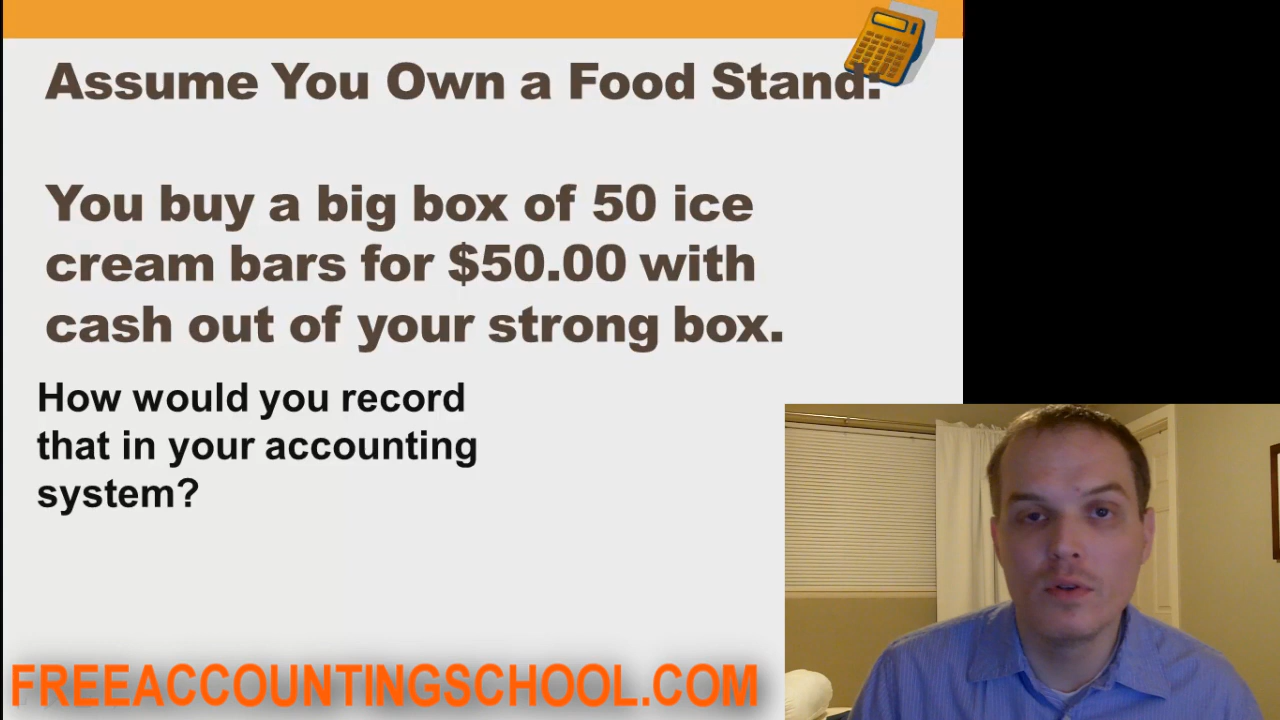 Assume You Own a Food Stand:
You buy a big box of 50 ice
cream bars for $50.00 with
cash out of your strong box.
How would you record
that in your accounting
system?
FREEACCOUNTINGSCHOOL.COM